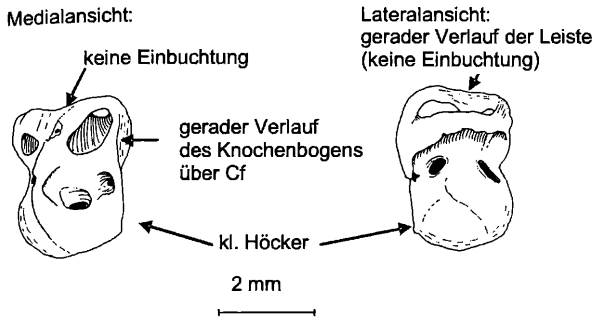 Medialansicht:
keine Einbuchtung
gerader Verlauf
des Knochenbogens
über Cf
Lateralansicht:
gerader Verlauf der Leiste
(keine Einbuchtung)
kl. Höcker
2 mm